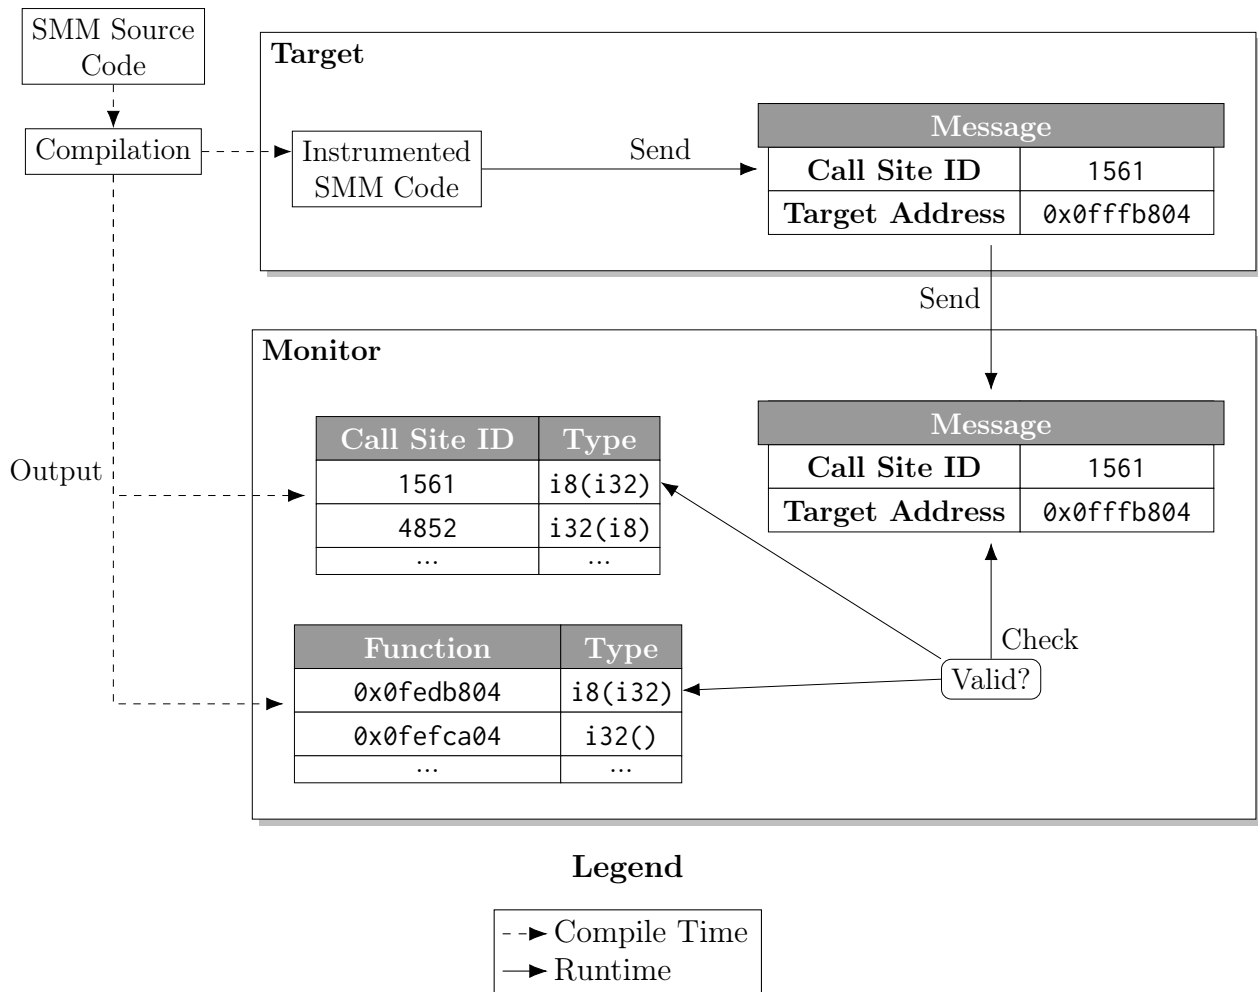 SMM Source
Code
Compilation
Target
Instrumented
SMM Code
Send
Message
Call Site ID 1561
Target Address 0x0fffb804
Send
Monitor
Message
Call Site ID 1561
Target Address 0x0fffb804
Output
Call Site ID Type
1561 i8(i32)
4852 i32(i8)
... ...
Function Type
0x0fedb804 i8(i32)
0x0fefca04 i32()
... ...
Check
Valid?
Legend
Compile Time
Runtime